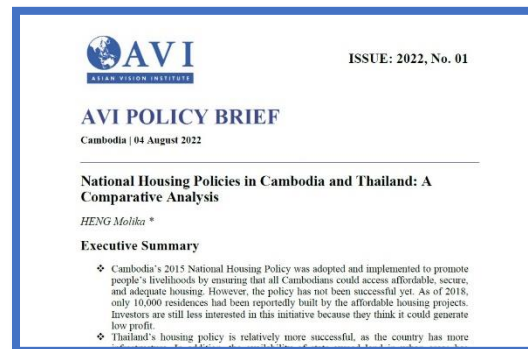 AVI
ASIAN VISION INSTITUTE
ISSUE: 2022, No. 01
AVI POLICY BRIEF
Cambodia | 04 August 2022
National Housing Policies in Cambodia and Thailand: A
Comparative Analysis
HENG Molika *
Executive Summary
❖ Cambodia's 2015 National Housing Policy was adopted and implemented to promote
people's livelihoods by ensuring that all Cambodians could access affordable, secure,
and adequate housing. However, the policy has not been successful yet. As of 2018,
only 10,000 residences had been reportedly built by the affordable housing projects.
Investors are still less interested in this initiative because they think it could generate
low profit.
❖ Thailand's housing policy is relatively more successful, as the country has more